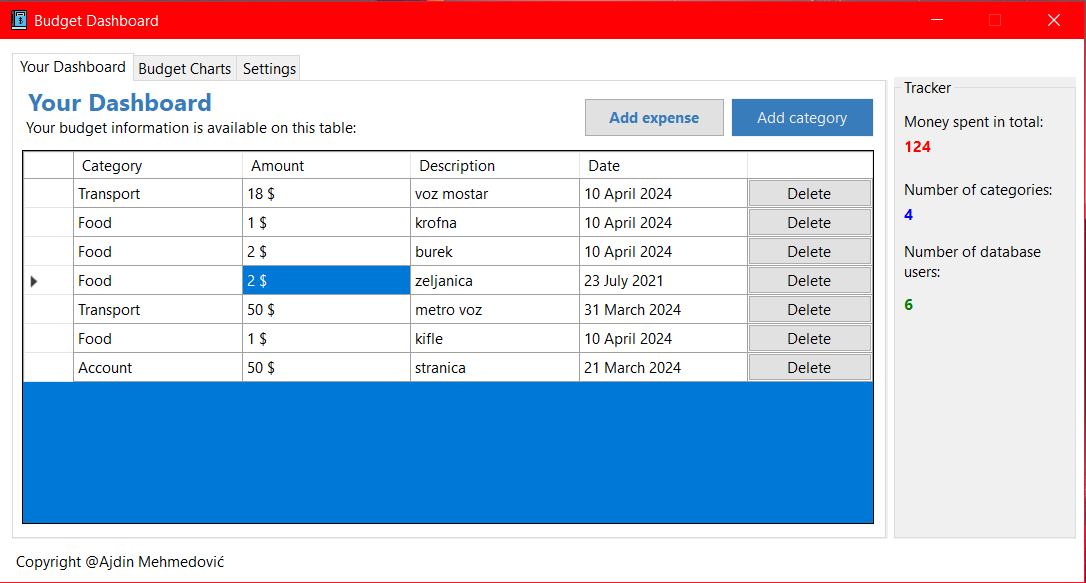 Budget Dashboard
Your Dashboard Budget Charts Settings
Your Dashboard
Your budget information is available on this table:
Add expense Add category
Category Amount Description Date
Transport 18 $ voz mostar 10 April 2024 Delete
Food 1 $ krofna 10 April 2024 Delete
Food 2 $ burek 10 April 2024 Delete
Food 2 $ zeljanica 23 July 2021 Delete
Transport 50 $ metro voz 31 March 2024 Delete
Food 1 $ kifle 10 April 2024 Delete
Account 50 $ stranica 21 March 2024 Delete
Tracker
Money spent in total:
124
Number of categories:
4
Number of database
users:
6
Copyright @Ajdin Mehmedović